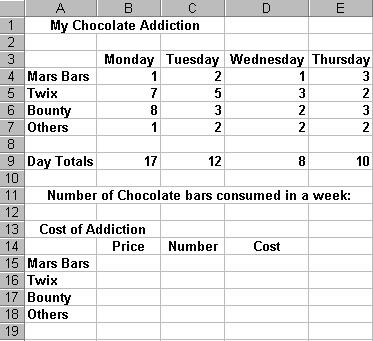 A B C D E
1 My Chocolate Addiction
2
3 Monday Tuesday Wednesday Thursday
4 Mars Bars 1 2 1 3
5 Twix 7 5 3 2
6 Bounty 8 3 2 3
7 Others 1 2 2 2
8
9 Day Totals 17 12 8 10
10
11 Number of Chocolate bars consumed in a week:
12
13 Cost of Addiction
14 Price Number Cost
15 Mars Bars
16 Twix
17 Bounty
18 Others
19